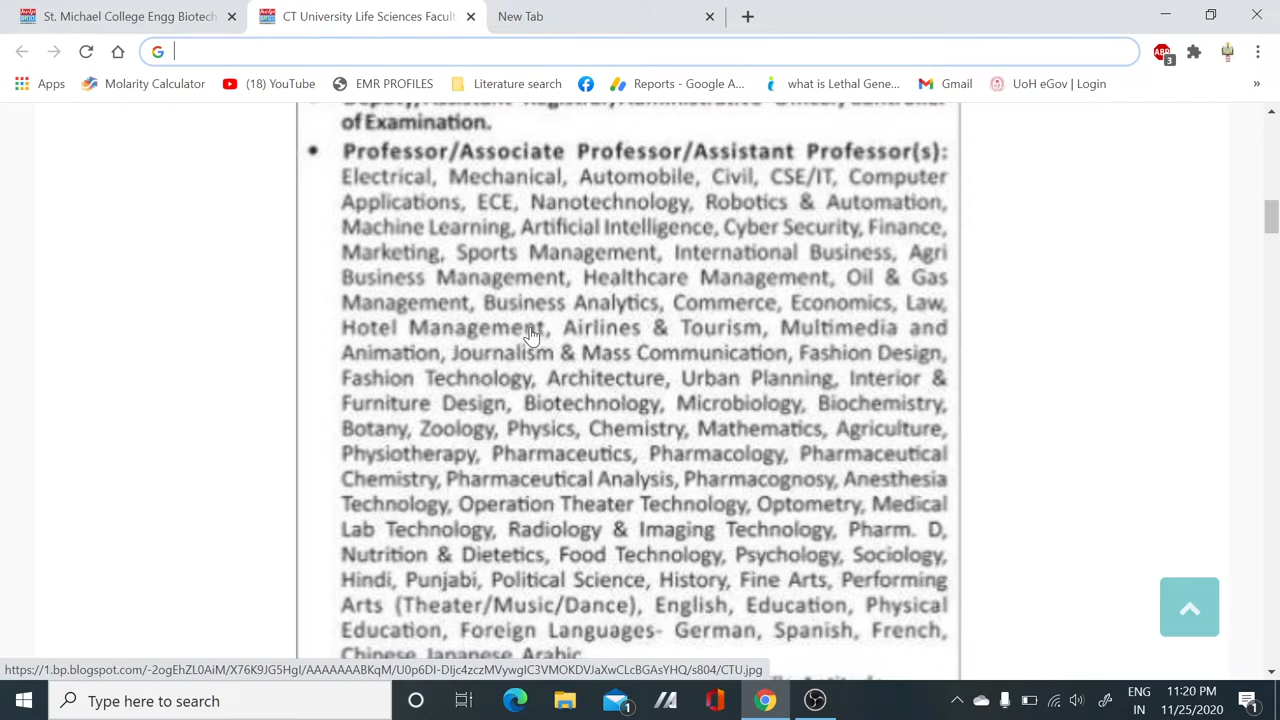 St. Michael College Engg Biotech
CT University Life Sciences Facult
New Tab
Apps
Molarity Calculator
(18) YouTube
EMR PROFILES
Literature search
Reports - Google A...
what is Lethal Gene...
Gmail
UoH eGov | Login
»
of Examination.
• Professor/Associate Professor/Assistant Professor(s):
Electrical, Mechanical, Automobile, Civil, CSE/IT, Computer
Applications, ECE, Nanotechnology, Robotics & Automation,
Machine Learning, Artificial Intelligence, Cyber Security, Finance,
Marketing, Sports Management, International Business, Agri
Business Management, Healthcare Management, Oil & Gas
Management, Business Analytics, Commerce, Economics, Law,
Hotel Management, Airlines & Tourism, Multimedia and
Animation, Journalism & Mass Communication, Fashion Design,
Fashion Technology, Architecture, Urban Planning, Interior &
Furniture Design, Biotechnology, Microbiology, Biochemistry,
Botany, Zoology, Physics, Chemistry, Mathematics, Agriculture,
Physiotherapy, Pharmaceutics, Pharmacology, Pharmaceutical
Chemistry, Pharmaceutical Analysis, Pharmacognosy, Anesthesia
Technology, Operation Theater Technology, Optometry, Medical
Lab Technology, Radiology & Imaging Technology, Pharm. D,
Nutrition & Dietetics, Food Technology, Psychology, Sociology,
Hindi, Punjabi, Political Science, History, Fine Arts, Performing
Arts (Theater/Music/Dance), English, Education, Physical
Education, Foreign Languages- German, Spanish, French,
Chinese, Japanese, Arabic
https://1.bp.blogspot.com/-2ogEhZL0AiM/X76K9JG5HgI/AAAAAAABKqM/U0p6DI-DIjc4zczMVywgIC3VMOKDVJaXwCLcBGAsYHQ/s804/CTU.jpg
Type here to search
ENG
IN
11:20 PM
11/25/2020